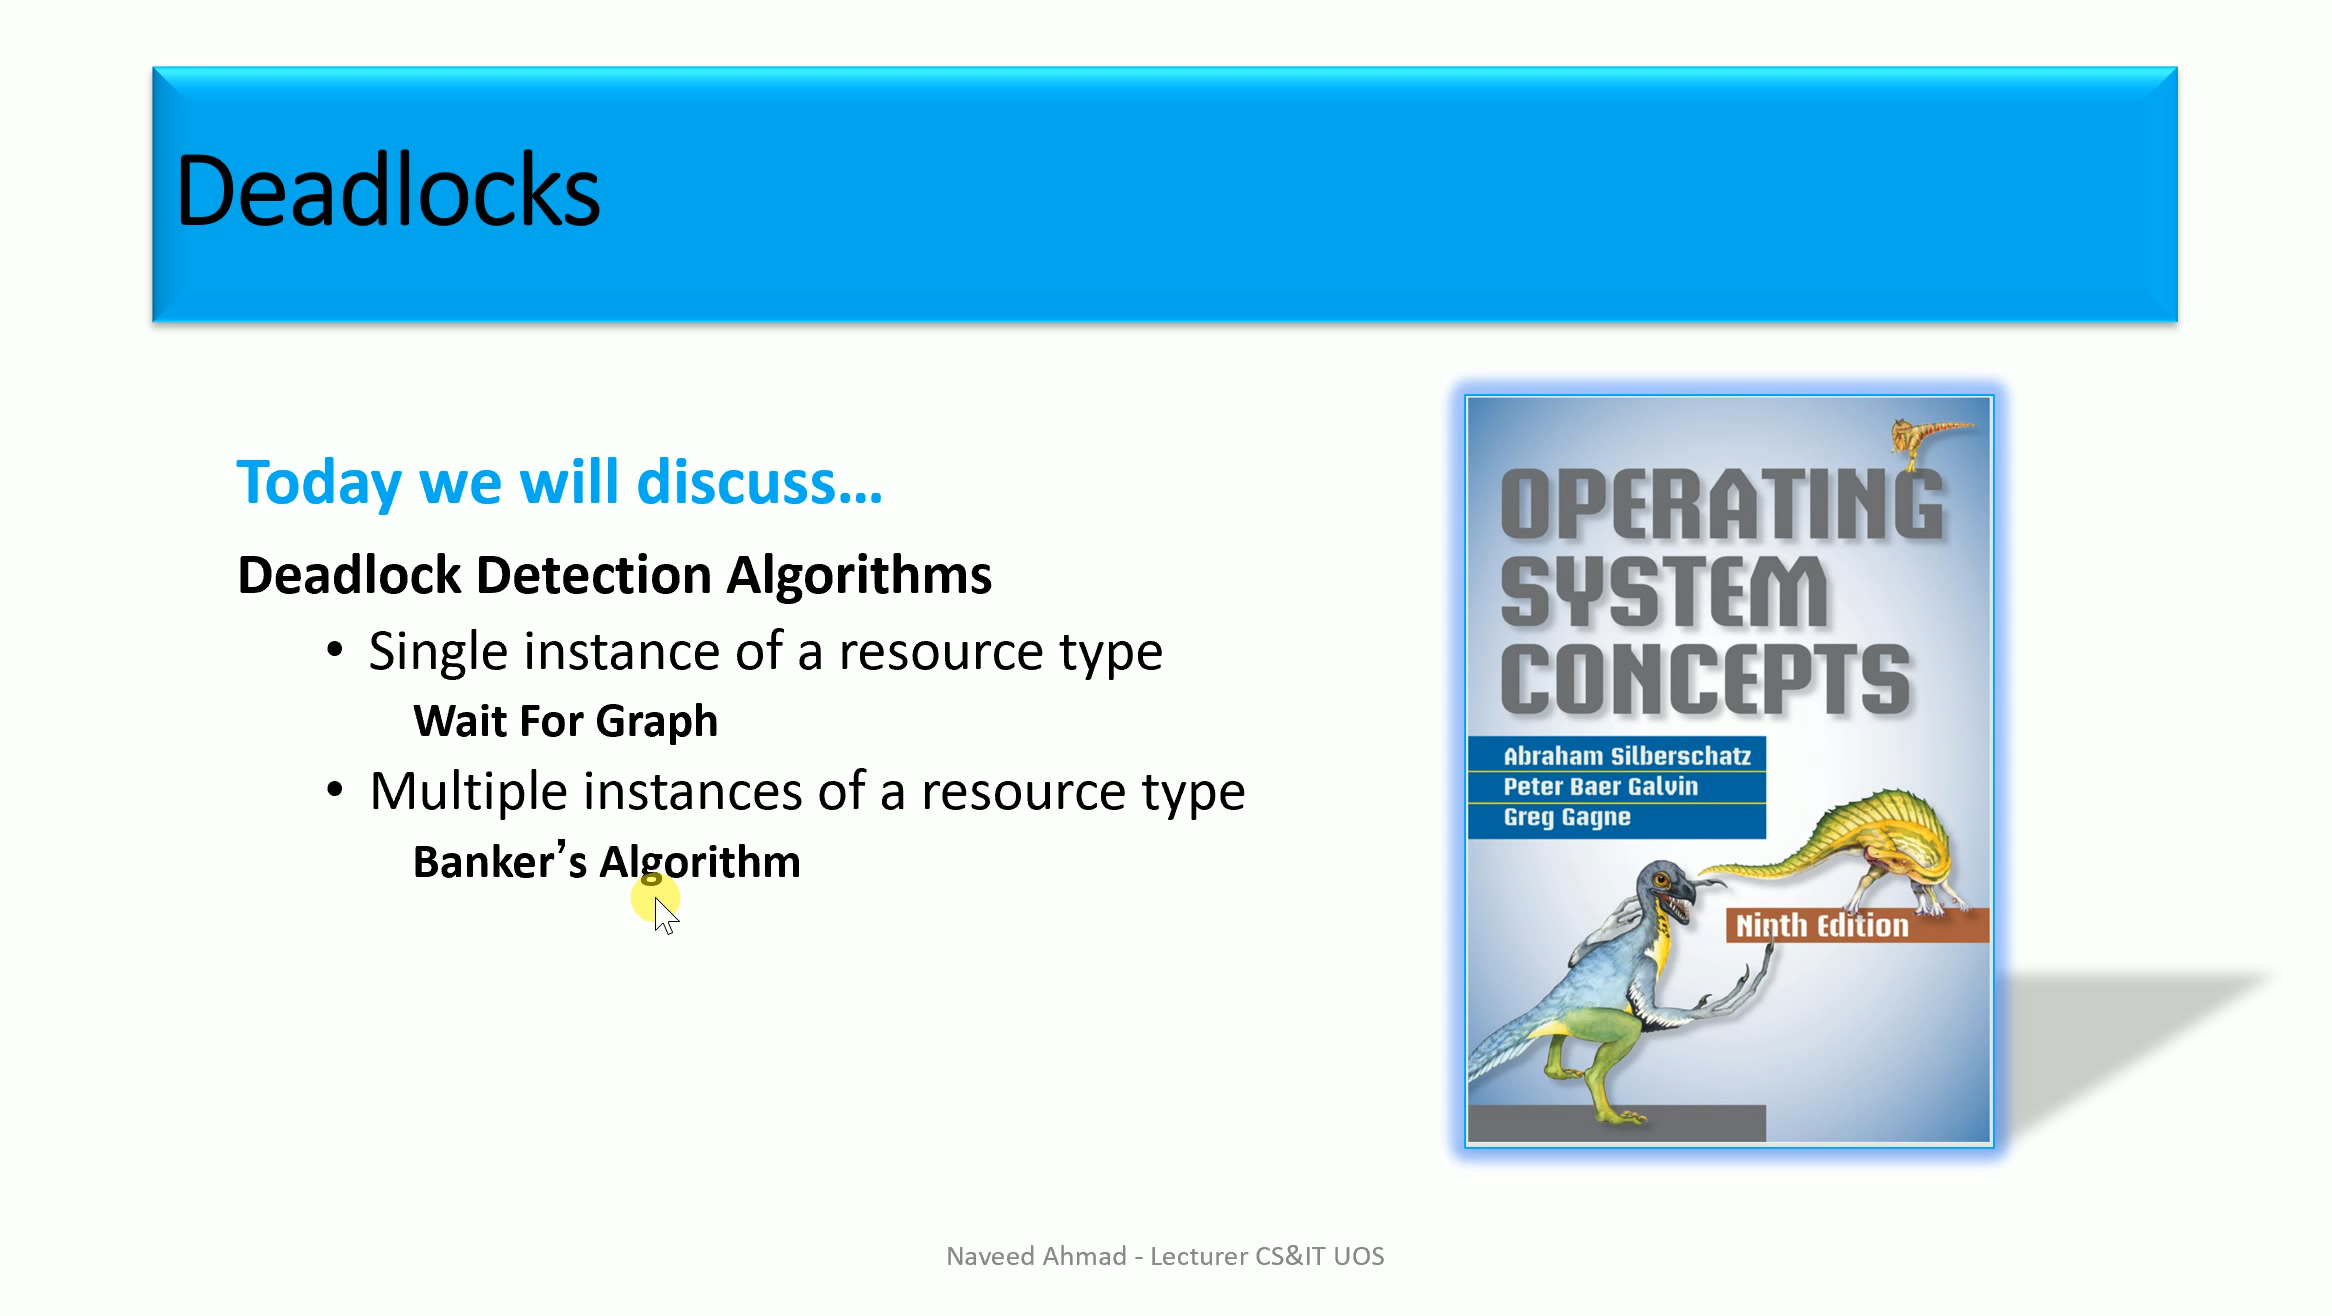 Deadlocks
Today we will discuss...
Deadlock Detection Algorithms
• Single instance of a resource type
Wait For Graph
• Multiple instances of a resource type
Banker’s Algorithm
OPERATING
SYSTEM
CONCEPTS
Abraham Silberschatz
Peter Baer Galvin
Greg Gagne
Ninth Edition
Naveed Ahmad - Lecturer CS&IT UOS